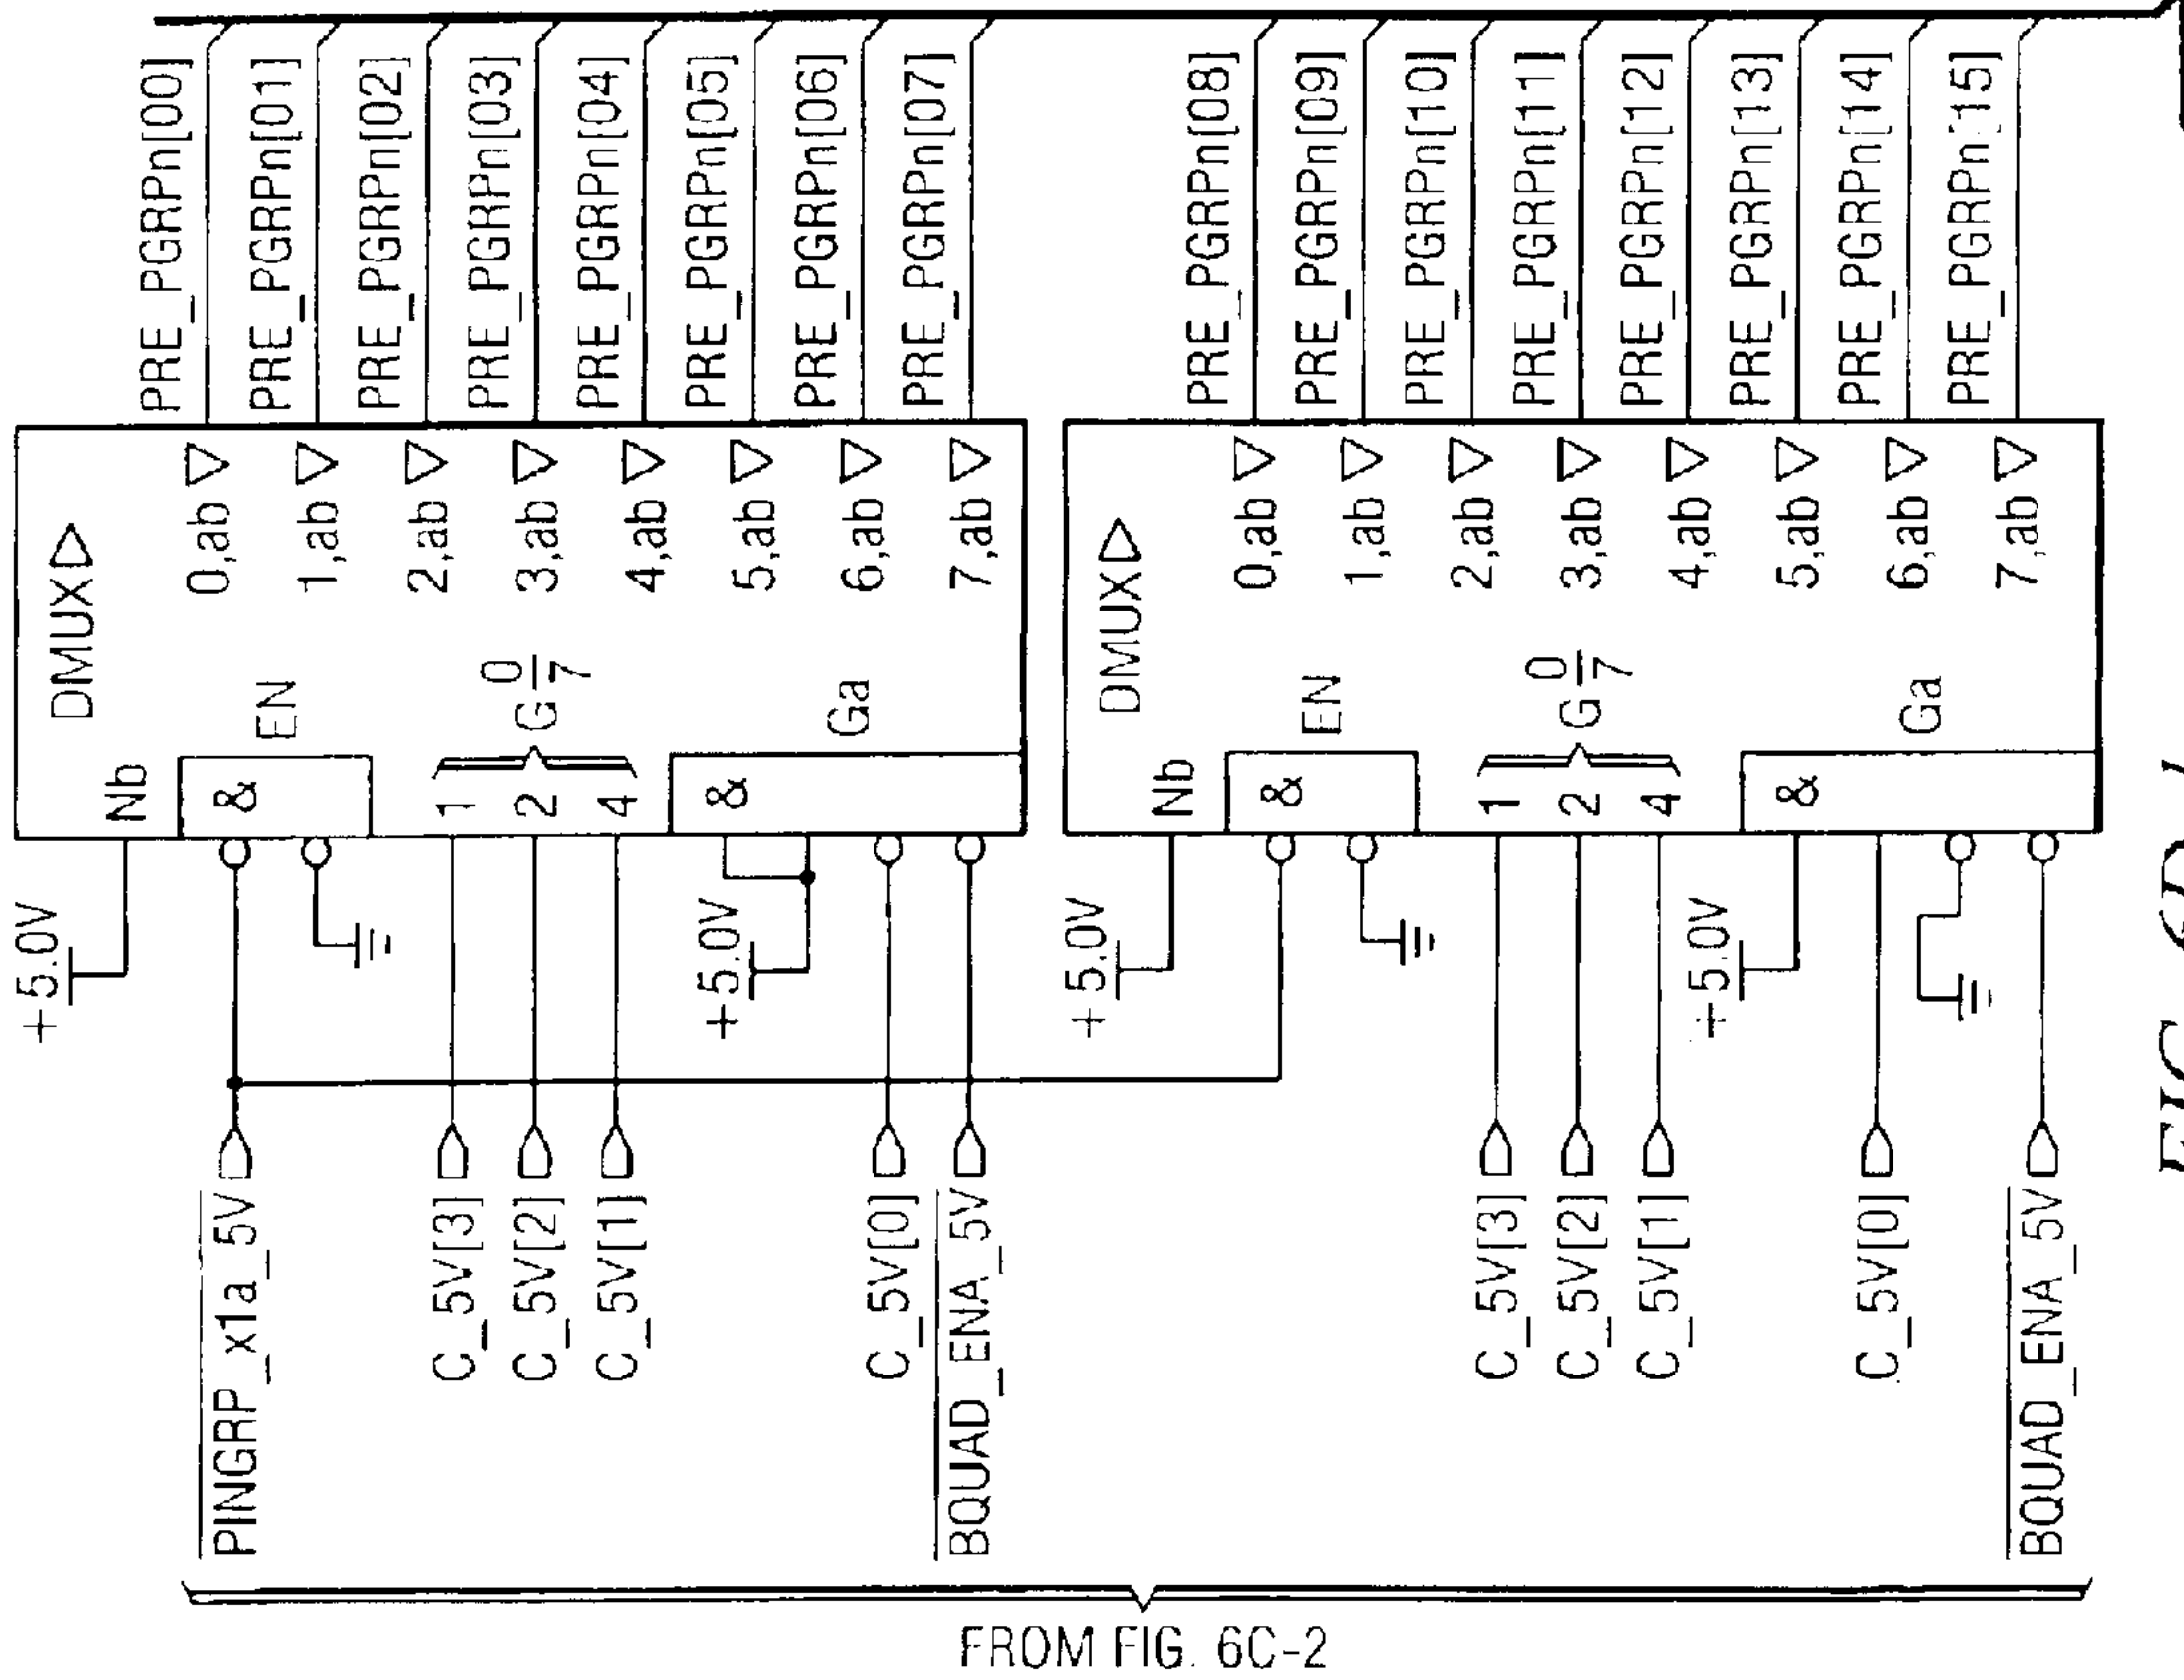 PRE_PGRPn[00]
PRE_PGRPn[01]
PRE_PGRPn[02]
PRE_PGRPn[03]
PRE_PGRPn[04]
PRE_PGRPn[05]
PRE_PGRPn[06]
PRE_PGRPn[07]
PRE_PGRPn[08]
PRE_PGRPn[09]
PRE_PGRPn[10]
PRE_PGRPn[11]
PRE_PGRPn[12]
PRE_PGRPn[13]
PRE_PGRPn[14]
PRE_PGRPn[15]
DMUX
0,ab
1,ab
2,ab
3,ab
4,ab
5,ab
6,ab
7,ab
Nb
&
EN
1
2
4
G 0/7
&
Ga
DMUX
0,ab
1,ab
2,ab
3,ab
4,ab
5,ab
6,ab
7,ab
Nb
&
EN
1
2
4
G 0/7
&
Ga
+5.0V
+5.0V
+5.0V
+5.0V
PINGRP_x1a_5V
C_5V[3]
C_5V[2]
C_5V[1]
C_5V[0]
BQUAD_ENA_5V
C_5V[3]
C_5V[2]
C_5V[1]
C_5V[0]
BQUAD_ENA_5V
FROM FIG. 6C-2